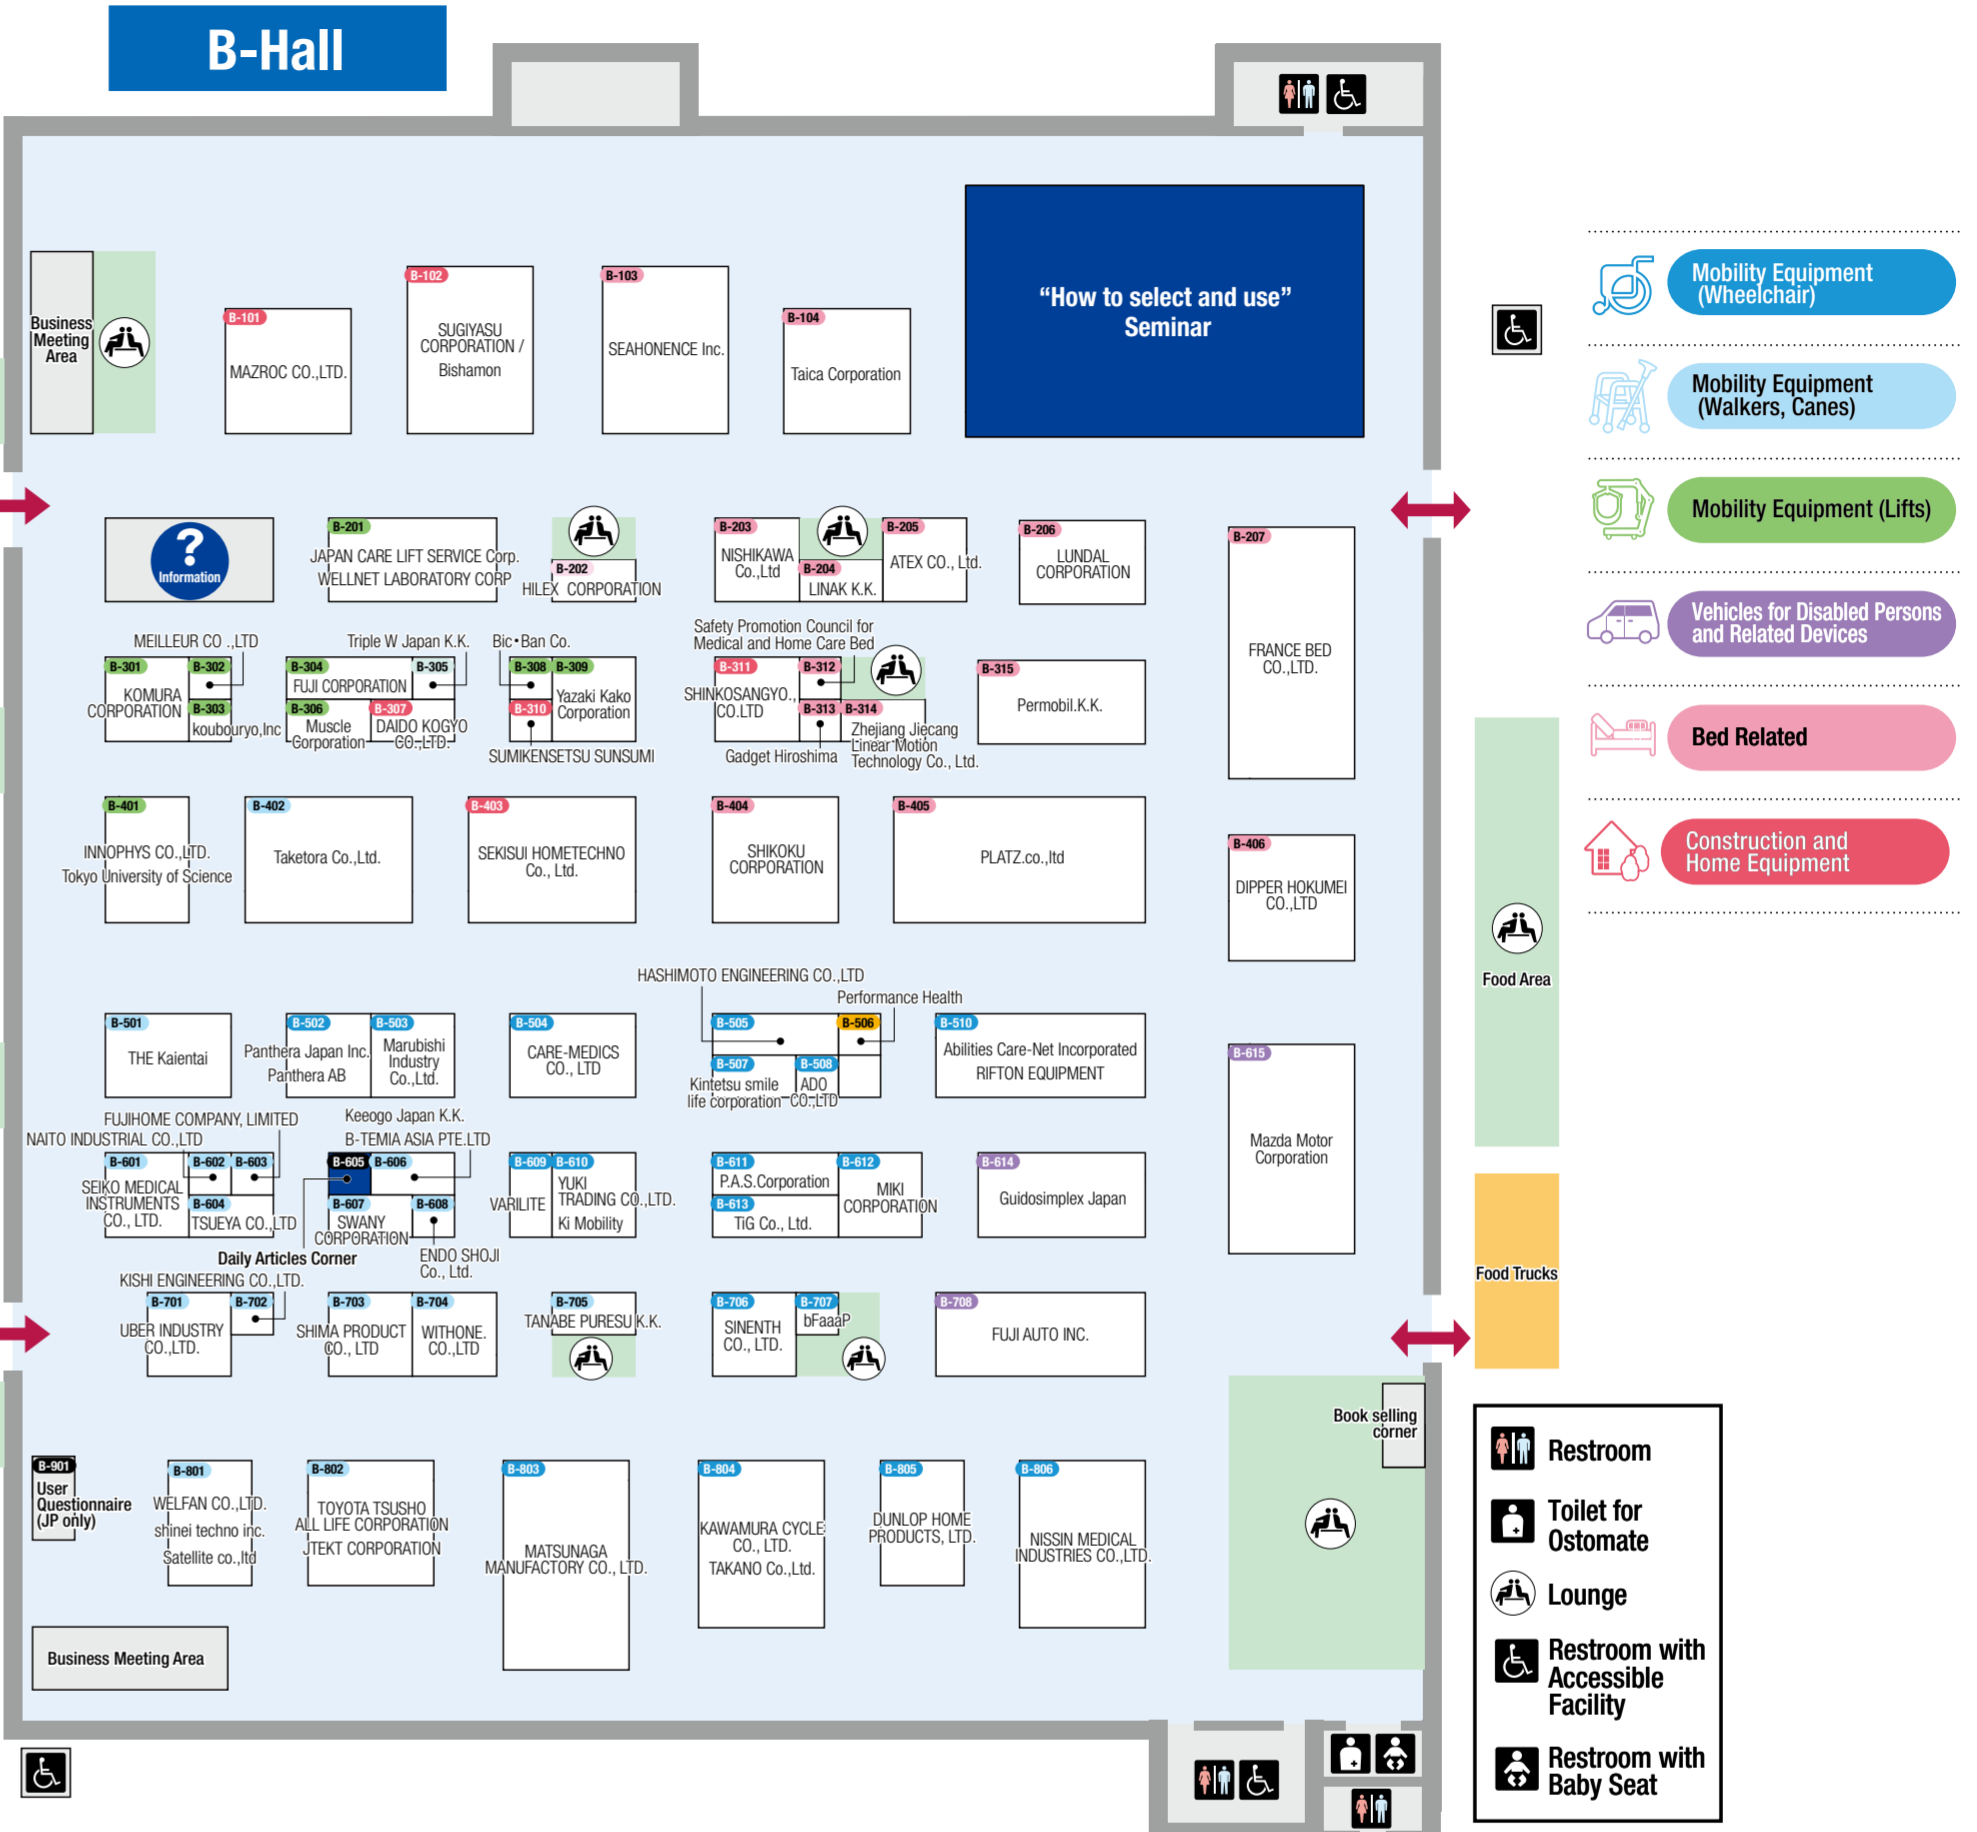 B-Hall
"How to select and use"
Seminar
Business
Meeting
Area
B-101
MAZROC CO.,LTD.
B-102
SUGIYASU
CORPORATION /
Bishamon
B-103
SEAHONENCE Inc.
B-104
Taica Corporation
Mobility Equipment
(Wheelchair)
Mobility Equipment
(Walkers, Canes)
Mobility Equipment (Lifts)
Vehicles for Disabled Persons
and Related Devices
Bed Related
Construction and
Home Equipment
?
Information
B-201
JAPAN CARE LIFT SERVICE Corp.
WELLNET LABORATORY CORP
B-202
HILEX CORPORATION
B-203
NISHIKAWA
Co.,Ltd
B-204
LINAK K.K.
B-205
ATEX CO., Ltd.
B-206
LUNDAL
CORPORATION
B-207
FRANCE BED
CO.,LTD.
MEILLEUR CO .,LTD
B-301
KOMURA
CORPORATION
B-302
B-303
koubouryo,Inc
Triple W Japan K.K.
B-304
FUJI CORPORATION
B-305
B-306
Muscle
Corporation
B-307
DAIDO KOGYO
CO.,LTD.
Bic•Ban Co.
B-308
B-309
Yazaki Kako
Corporation
B-310
SUMIKENSETSU SUNSUMI
Safety Promotion Council for
Medical and Home Care Bed
B-311
SHINKOSANGYO.,
CO.LTD
B-312
B-313
Gadget Hiroshima
B-314
Zhejiang Jiecang
Linear Motion
Technology Co., Ltd.
B-315
Permobil.K.K.
B-401
INNOPHYS CO.,LTD.
Tokyo University of Science
B-402
Taketora Co.,Ltd.
B-403
SEKISUI HOMETECHNO
Co., Ltd.
B-404
SHIKOKU
CORPORATION
B-405
PLATZ.co.,ltd
B-406
DIPPER HOKUMEI
CO.,LTD
Food Area
B-501
THE Kaientai
B-502
Panthera Japan Inc.
Panthera AB
B-503
Marubishi
Industry
Co.,Ltd.
B-504
CARE-MEDICS
CO., LTD
HASHIMOTO ENGINEERING CO.,LTD
Performance Health
B-505
B-506
B-507
Kintetsu smile
life corporation
B-508
ADO
CO.,LTD
B-510
Abilities Care-Net Incorporated
RIFTON EQUIPMENT
FUJIHOME COMPANY, LIMITED
NAITO INDUSTRIAL CO.,LTD
B-601
SEIKO MEDICAL
INSTRUMENTS
CO., LTD.
B-602
B-603
B-604
TSUEYA CO.,LTD
Keeogo Japan K.K.
B-TEMIA ASIA PTE.LTD
B-605
B-606
B-607
SWANY
CORPORATION
B-608
Daily Articles Corner
ENDO SHOJI
Co., Ltd.
B-609
VARILITE
B-610
YUKI
TRADING CO.,LTD.
Ki Mobility
B-611
P.A.S.Corporation
B-612
MIKI
CORPORATION
B-613
TiG Co., Ltd.
B-614
Guidosimplex Japan
B-615
Mazda Motor
Corporation
Food Trucks
KISHI ENGINEERING CO.,LTD.
B-701
UBER INDUSTRY
CO.,LTD.
B-702
B-703
SHIMA PRODUCT
CO., LTD
B-704
WITHONE.
CO.,LTD
B-705
TANABE PURESU K.K.
B-706
SINENTH
CO., LTD.
B-707
bFaaaP
B-708
FUJI AUTO INC.
Book selling
corner
B-901
User
Questionnaire
(JP only)
B-801
WELFAN CO.,LTD.
shinei techno inc.
Satellite co.,ltd
B-802
TOYOTA TSUSHO
ALL LIFE CORPORATION
JTEKT CORPORATION
B-803
MATSUNAGA
MANUFACTORY CO., LTD.
B-804
KAWAMURA CYCLE
CO., LTD.
TAKANO Co.,Ltd.
B-805
DUNLOP HOME
PRODUCTS, LTD.
B-806
NISSIN MEDICAL
INDUSTRIES CO.,LTD.
Business Meeting Area
Restroom
Toilet for
Ostomate
Lounge
Restroom with
Accessible
Facility
Restroom with
Baby Seat